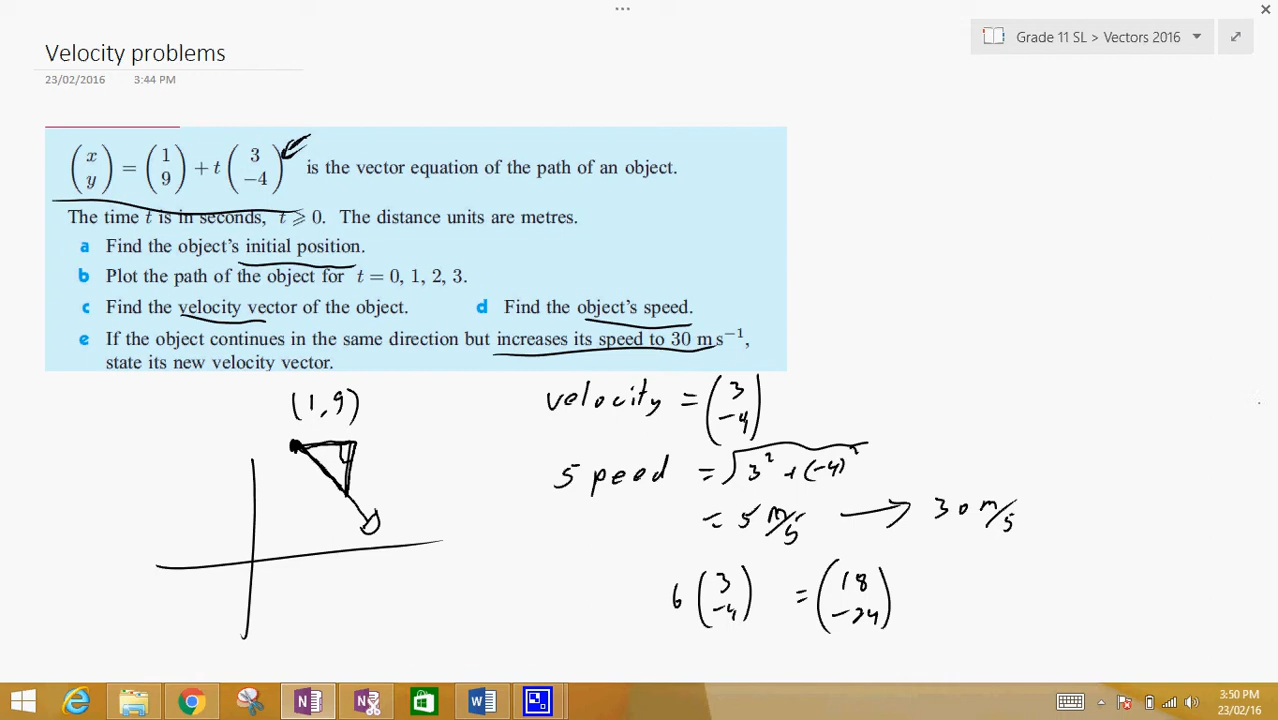 ...
Velocity problems
Grade 11 SL > Vectors 2016
23/02/2016 3:44 PM
(x y) = (1 9) + t (3 −4) is the vector equation of the path of an object.
The time t is in seconds, t ⩾ 0. The distance units are metres.
a Find the object's initial position.
b Plot the path of the object for t = 0, 1, 2, 3.
c Find the velocity vector of the object. d Find the object's speed.
e If the object continues in the same direction but increases its speed to 30 m s⁻¹,
state its new velocity vector.
(1,9)
velocity = (3 −4)
speed = √3² + (−4)²
= 5 m/s → 30 m/s
6 (3 −4) = (18 −24)
3:50 PM
23/02/16